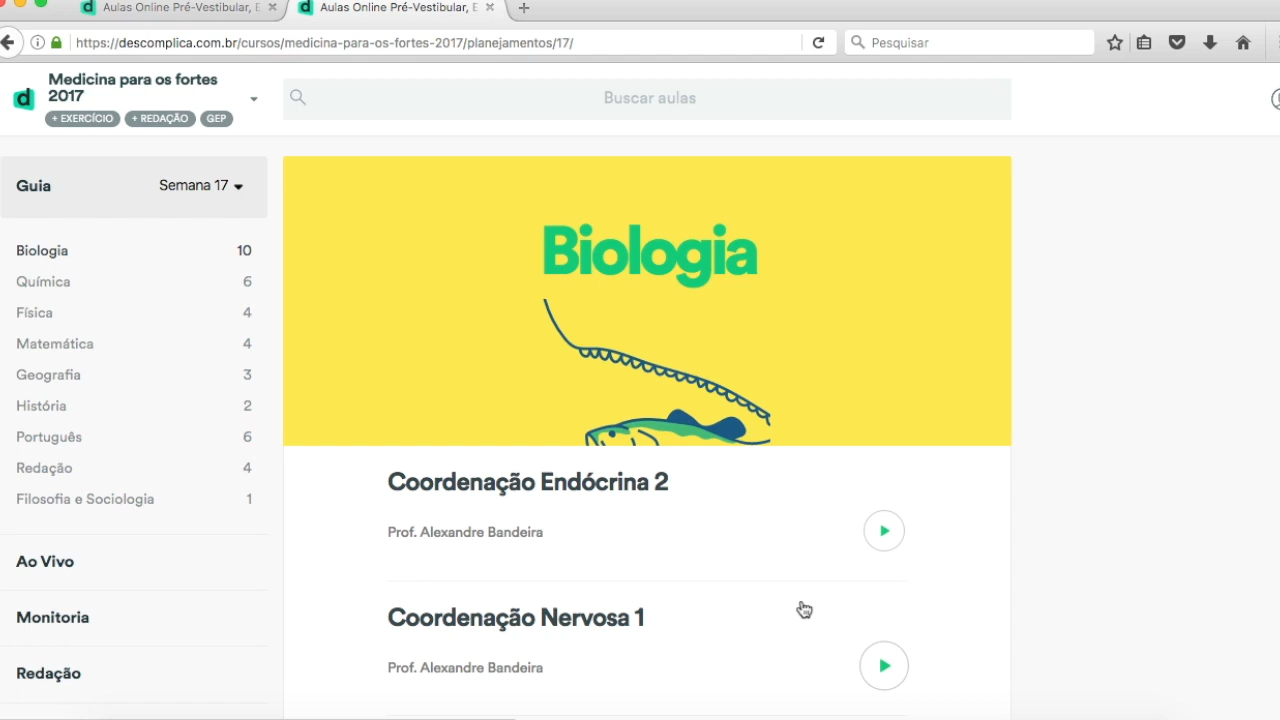 Aulas Online Pré-Vestibular, E
Aulas Online Pré-Vestibular, E
https://descomplica.com.br/cursos/medicina-para-os-fortes-2017/planejamentos/17/
Pesquisar
Medicina para os fortes
2017
+ EXERCÍCIO + REDAÇÃO GEP
Buscar aulas
Guia Semana 17
Biologia 10
Química 6
Física 4
Matemática 4
Geografia 3
História 2
Português 6
Redação 4
Filosofia e Sociologia 1
Ao Vivo
Monitoria
Redação
Biologia
Coordenação Endócrina 2
Prof. Alexandre Bandeira
Coordenação Nervosa 1
Prof. Alexandre Bandeira